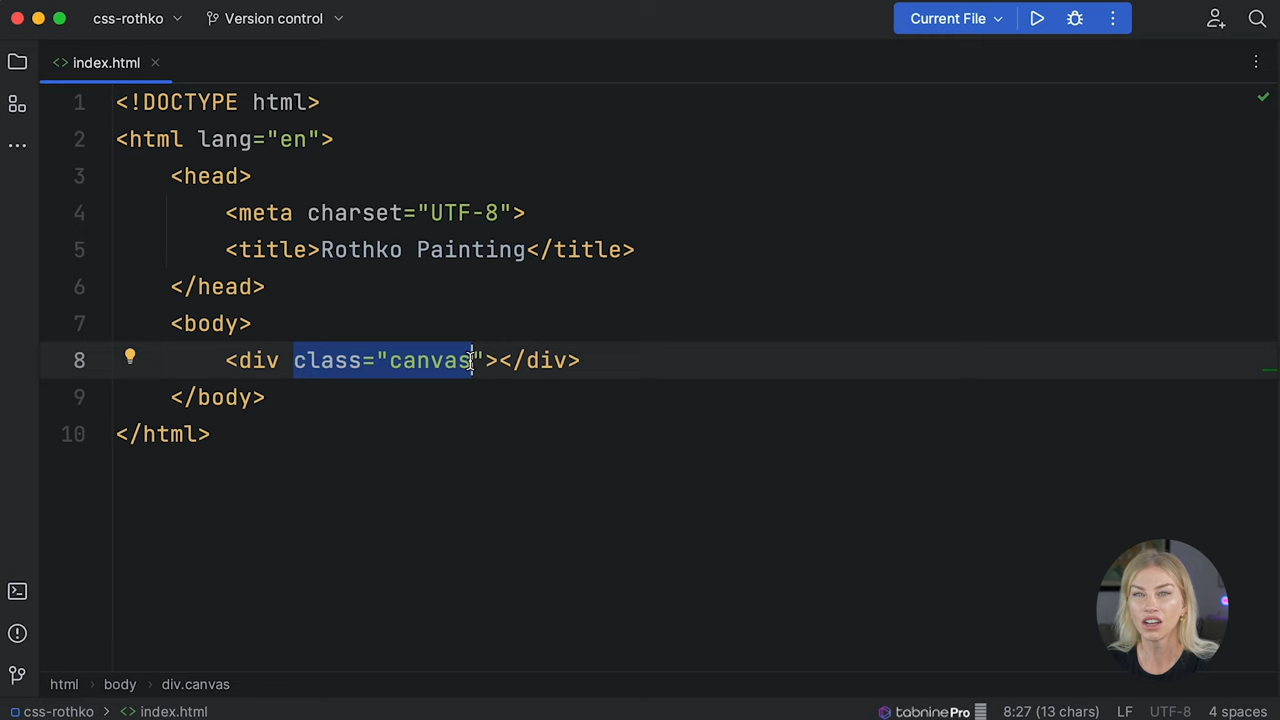 css-rothko
Version control
Current File
index.html
1 <!DOCTYPE html>
2 <html lang="en">
3 <head>
4 <meta charset="UTF-8">
5 <title>Rothko Painting</title>
6 </head>
7 <body>
8 <div class="canvas"></div>
9 </body>
10 </html>
html > body > div.canvas
css-rothko > index.html
tabnine Pro
8:27 (13 chars)
LF
UTF-8
4 spaces